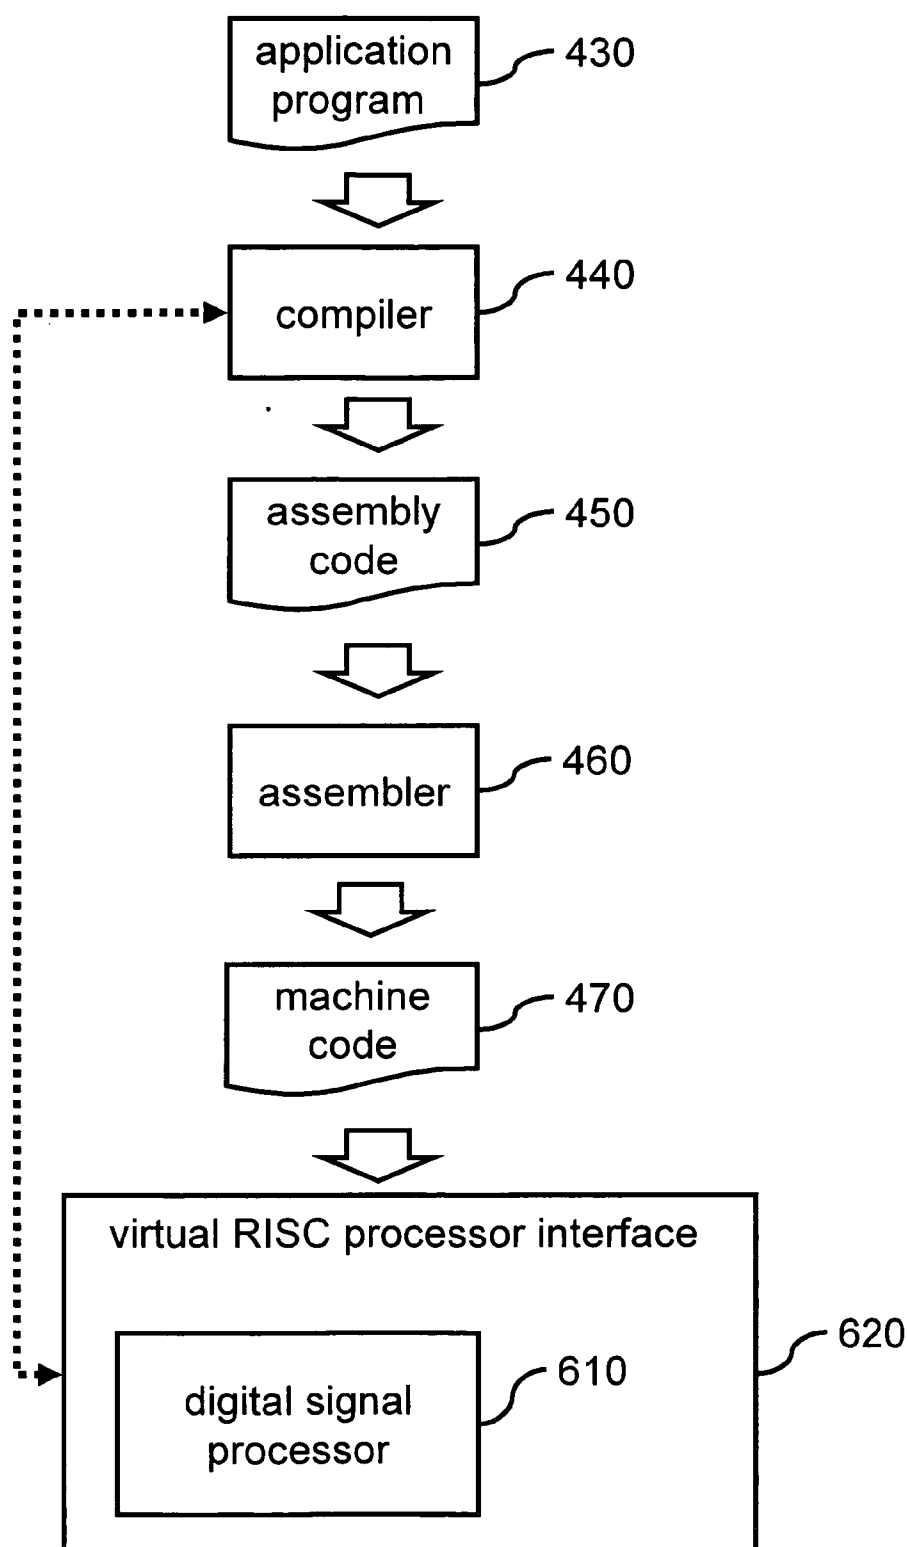 application
program
430
compiler
440
assembly
code
450
assembler
460
machine
code
470
virtual RISC processor interface
620
digital signal
processor
610